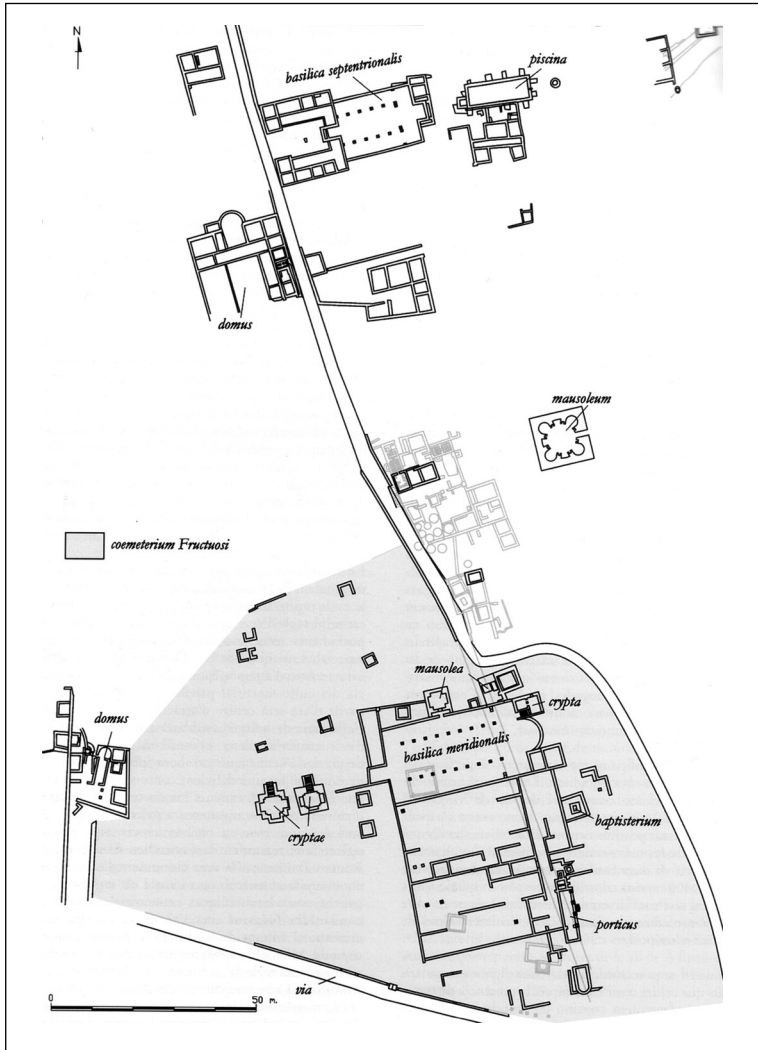 N
basilica septentrionalis
piscina
domus
mausoleum
coemeterium Fructuosi
mausolea
crypta
domus
basilica meridionalis
baptisterium
cryptae
porticus
via
0
50 m.